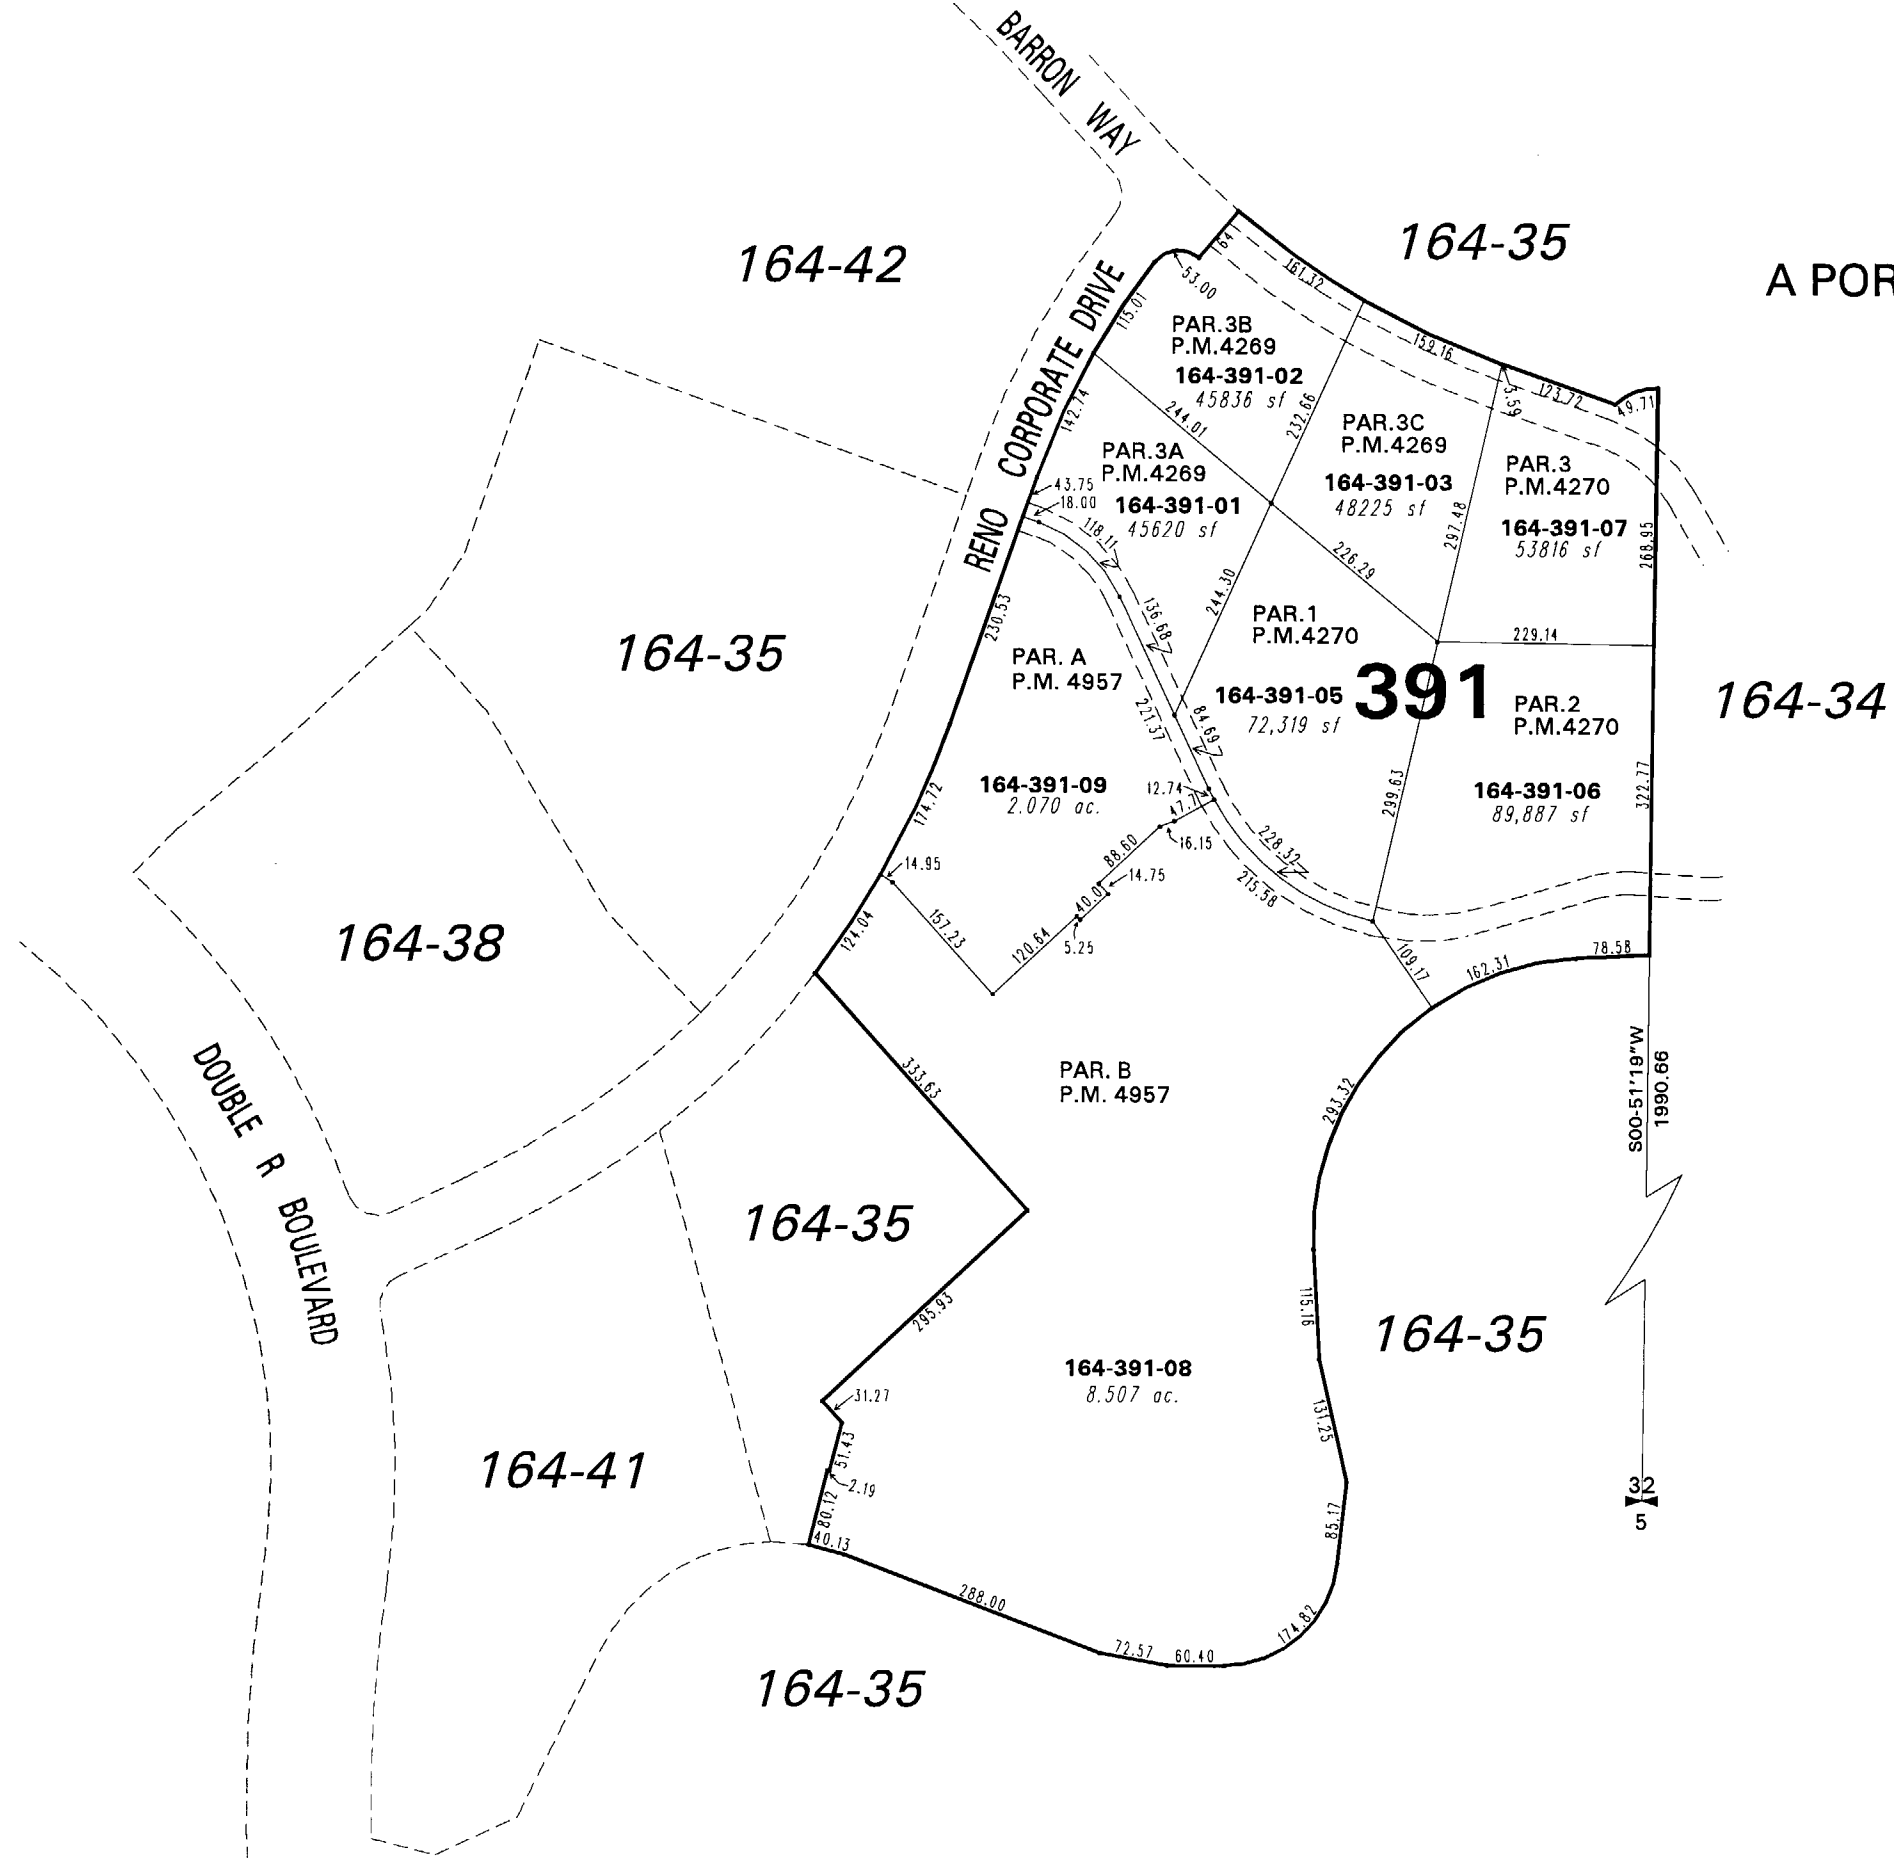 BARRON WAY
164-42
164-35
A POR
RENO CORPORATE DRIVE
64
161.32
53.00
115.01
PAR.3B
P.M.4269
164-391-02
45836 sf
159.16
3.59
123.72
49.71
142.74
244.01
232.66
PAR.3C
P.M.4269
164-391-03
48225 sf
PAR.3A
P.M.4269
164-391-01
45620 sf
43.75
18.00
PAR.3
P.M.4270
164-391-07
53816 sf
297.48
268.95
118.11
226.29
244.30
136.68
230.53
PAR.1
P.M.4270
229.14
164-35
PAR. A
P.M. 4957
164-391-05
72,319 sf
391
PAR.2
P.M.4270
164-34
221.37
84.69
164-391-09
2.070 ac.
12.74
47.7
299.63
164-391-06
89,887 sf
322.77
174.72
16.15
88.60
228.32
14.95
14.75
215.58
40.01
124.04
157.23
120.64
5.25
109.17
162.31
78.58
164-38
DOUBLE R BOULEVARD
333.63
PAR. B
P.M. 4957
293.32
S00-51'19"W
1990.66
164-35
295.93
115.16
164-35
164-391-08
8.507 ac.
31.27
131.25
51.43
164-41
2.19
80.12
40.13
85.17
32
5
288.00
174.82
72.57
60.40
164-35